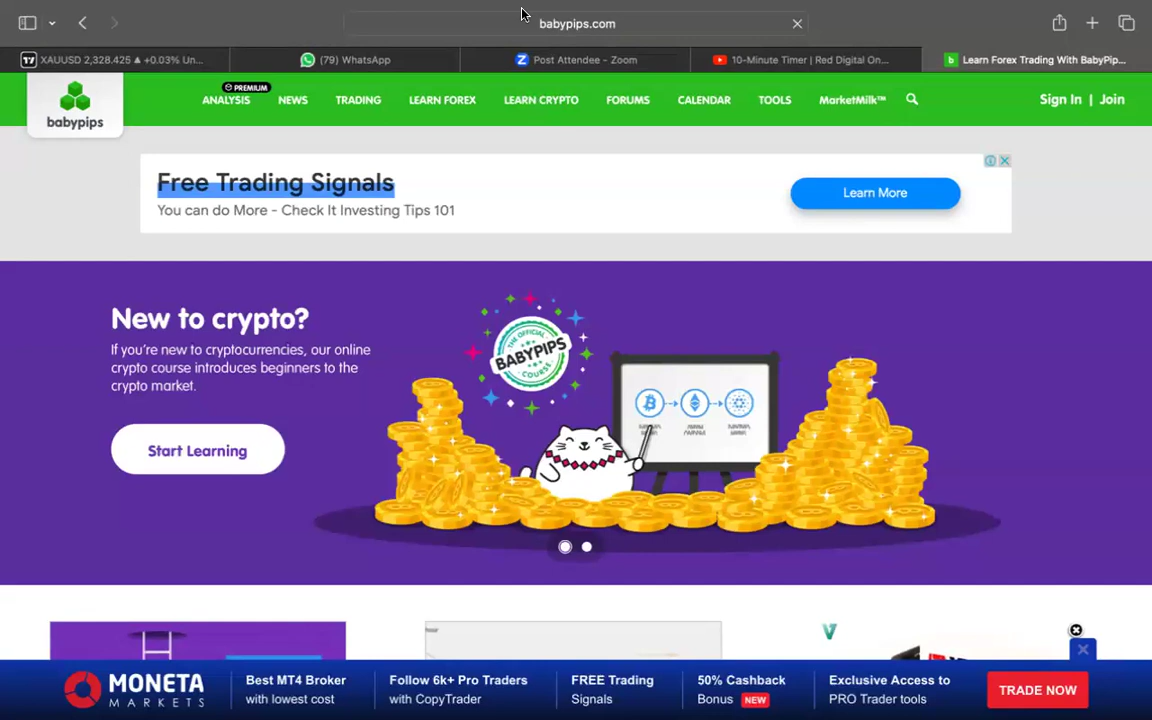 babypips.com
XAUUSD 2,328.425 ▲ +0.03% Un...
(79) WhatsApp
Post Attendee - Zoom
10-Minute Timer | Red Digital On...
Learn Forex Trading With BabyPip...
babypips
PREMIUM
ANALYSIS
NEWS
TRADING
LEARN FOREX
LEARN CRYPTO
FORUMS
CALENDAR
TOOLS
MarketMilk™
Sign In | Join
Free Trading Signals
You can do More - Check It Investing Tips 101
Learn More
New to crypto?
If you're new to cryptocurrencies, our online
crypto course introduces beginners to the
crypto market.
Start Learning
THE OFFICIAL
BABYPIPS
COURSE
MONETA
MARKETS
Best MT4 Broker
with lowest cost
Follow 6k+ Pro Traders
with CopyTrader
FREE Trading
Signals
50% Cashback
Bonus NEW
Exclusive Access to
PRO Trader tools
TRADE NOW